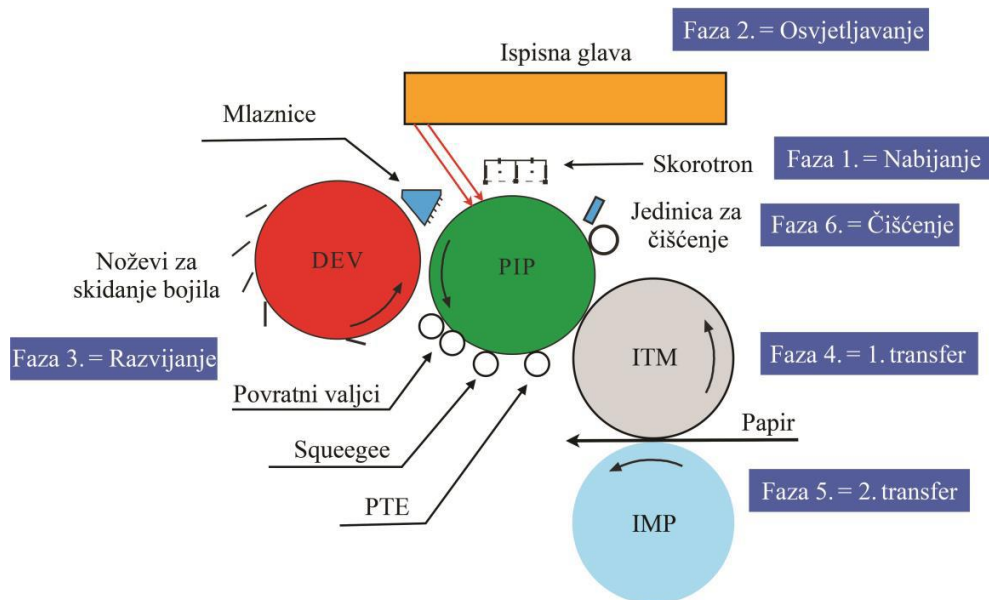 Faza 2. = Osvjetljavanje
Ispisna glava
Mlaznice
Skorotron
Faza 1. = Nabijanje
Jedinica za
čišćenje
Faza 6. = Čišćenje
DEV
PIP
Noževi za
skidanje bojila
Faza 3. = Razvijanje
ITM
Faza 4. = 1. transfer
Povratni valjci
Papir
Squeegee
Faza 5. = 2. transfer
PTE
IMP